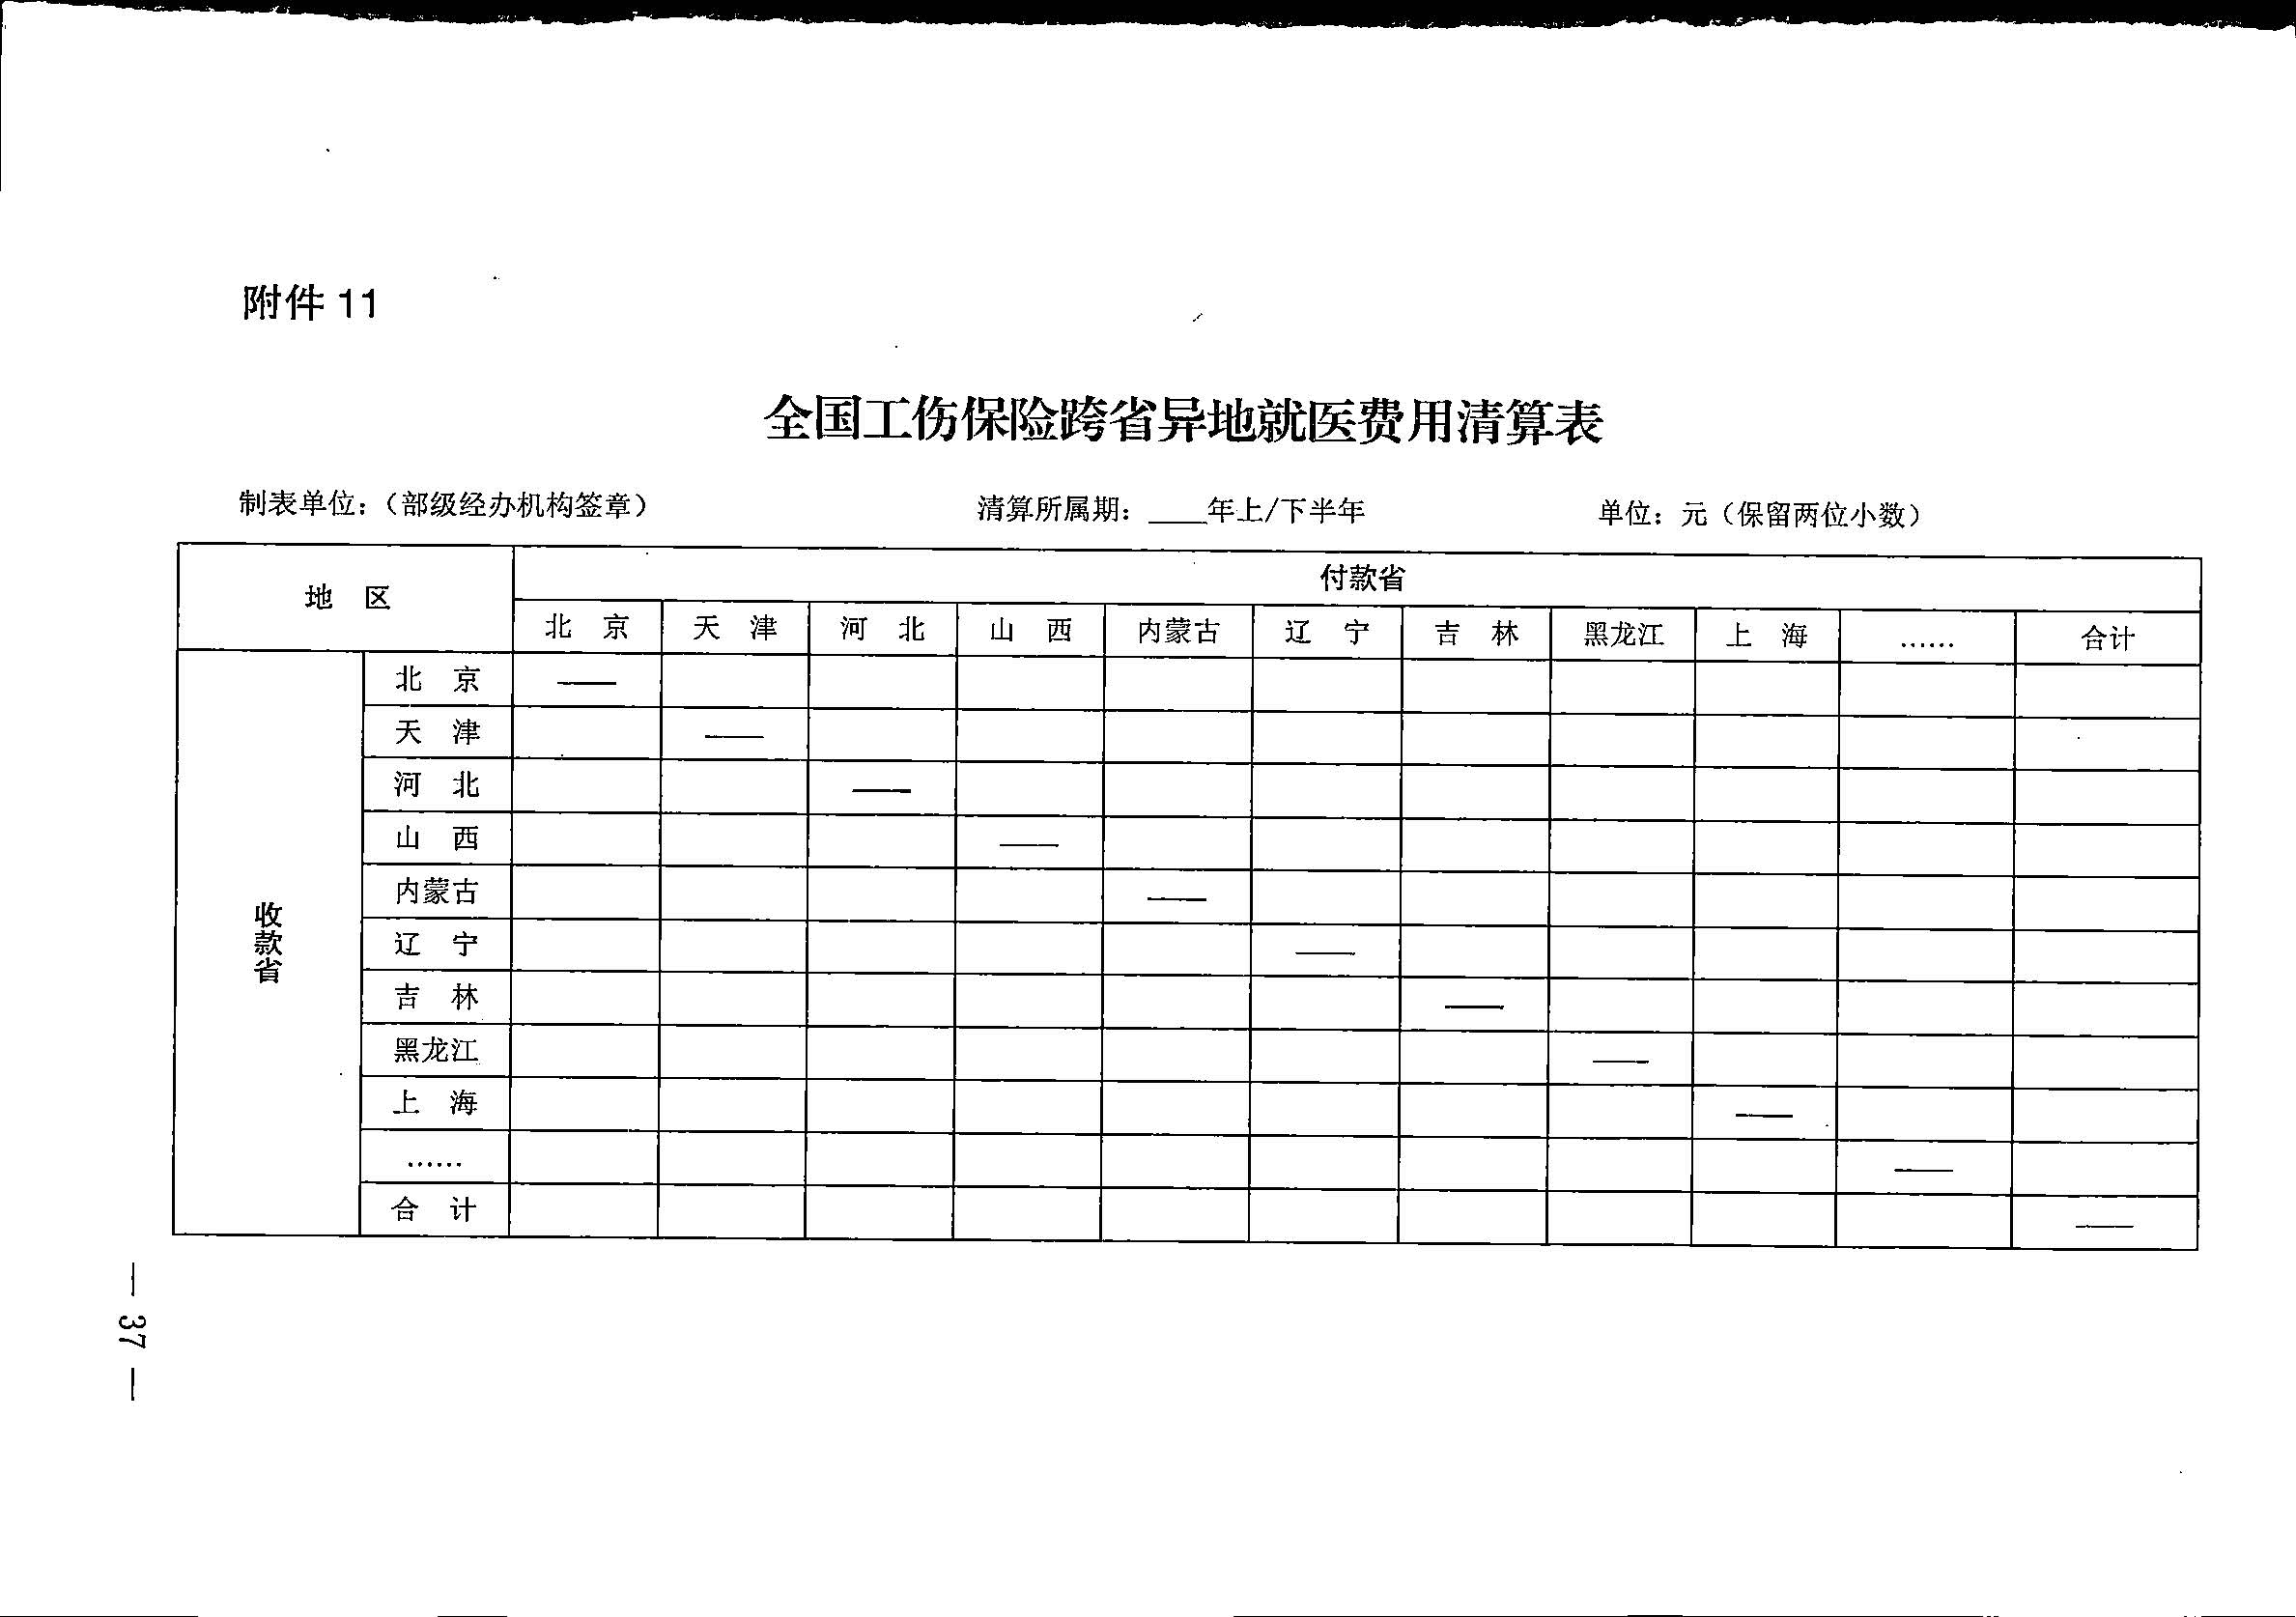 附件 11
全国工伤保险跨省异地就医费用清算表
制表单位：（部级经办机构签章） 清算所属期：____年上/下半年 单位：元（保留两位小数）
地 区 付款省
北 京 天 津 河 北 山 西 内蒙古 辽 宁 吉 林 黑龙江 上 海 …… 合计
收款省
北 京 ——
天 津 ——
河 北 ——
山 西 ——
内蒙古 ——
辽 宁 ——
吉 林 ——
黑龙江 ——
上 海 ——
…… ——
合 计 ——
— 37 —